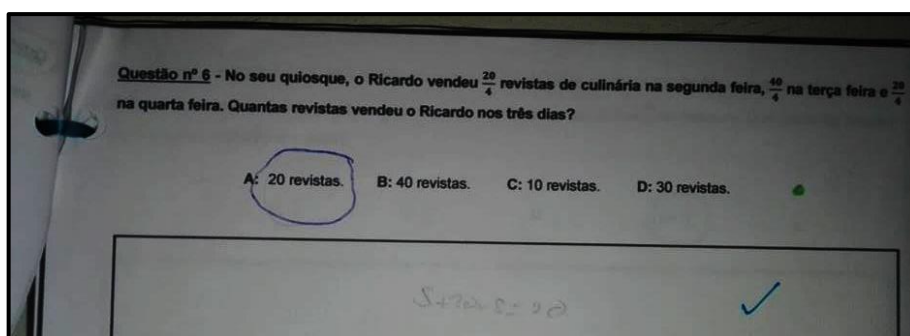 Questão nº 6 - No seu quiosque, o Ricardo vendeu 20/4 revistas de culinária na segunda feira, 40/4 na terça feira e 20/4
na quarta feira. Quantas revistas vendeu o Ricardo nos três dias?
A: 20 revistas. B: 40 revistas. C: 10 revistas. D: 30 revistas.